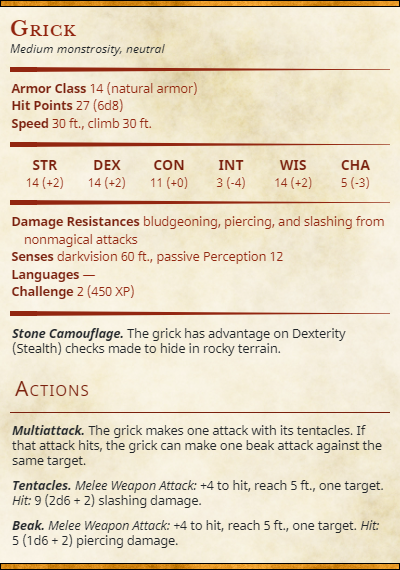 Grick
Medium monstrosity, neutral
Armor Class 14 (natural armor)
Hit Points 27 (6d8)
Speed 30 ft., climb 30 ft.
STR DEX CON INT WIS CHA
14 (+2) 14 (+2) 11 (+0) 3 (-4) 14 (+2) 5 (-3)
Damage Resistances bludgeoning, piercing, and slashing from
nonmagical attacks
Senses darkvision 60 ft., passive Perception 12
Languages —
Challenge 2 (450 XP)
Stone Camouflage. The grick has advantage on Dexterity
(Stealth) checks made to hide in rocky terrain.
Actions
Multiattack. The grick makes one attack with its tentacles. If
that attack hits, the grick can make one beak attack against the
same target.
Tentacles. Melee Weapon Attack: +4 to hit, reach 5 ft., one target.
Hit: 9 (2d6 + 2) slashing damage.
Beak. Melee Weapon Attack: +4 to hit, reach 5 ft., one target. Hit:
5 (1d6 + 2) piercing damage.